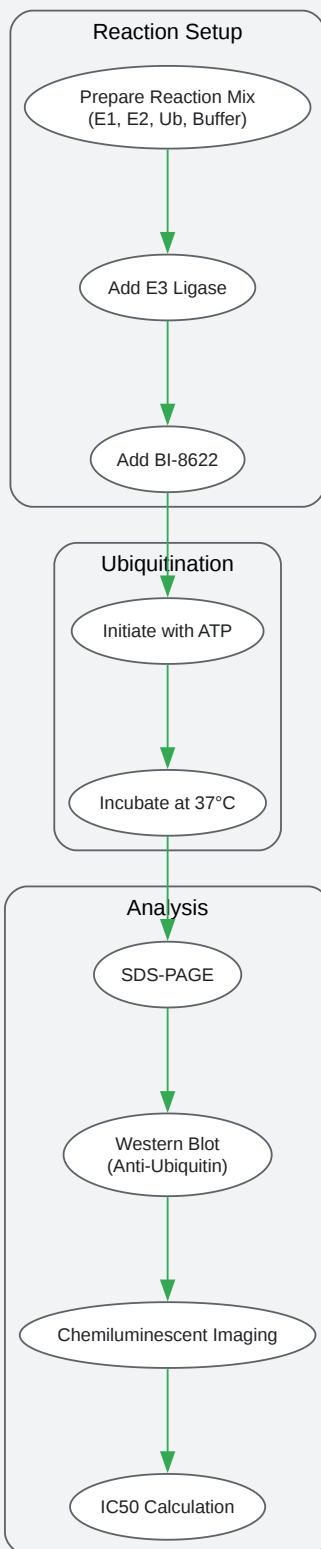 Reaction Setup
Prepare Reaction Mix
(E1, E2, Ub, Buffer)
Add E3 Ligase
Add BI-8622
Ubiquitination
Initiate with ATP
Incubate at 37°C
Analysis
SDS-PAGE
Western Blot
(Anti-Ubiquitin)
Chemiluminescent Imaging
IC50 Calculation